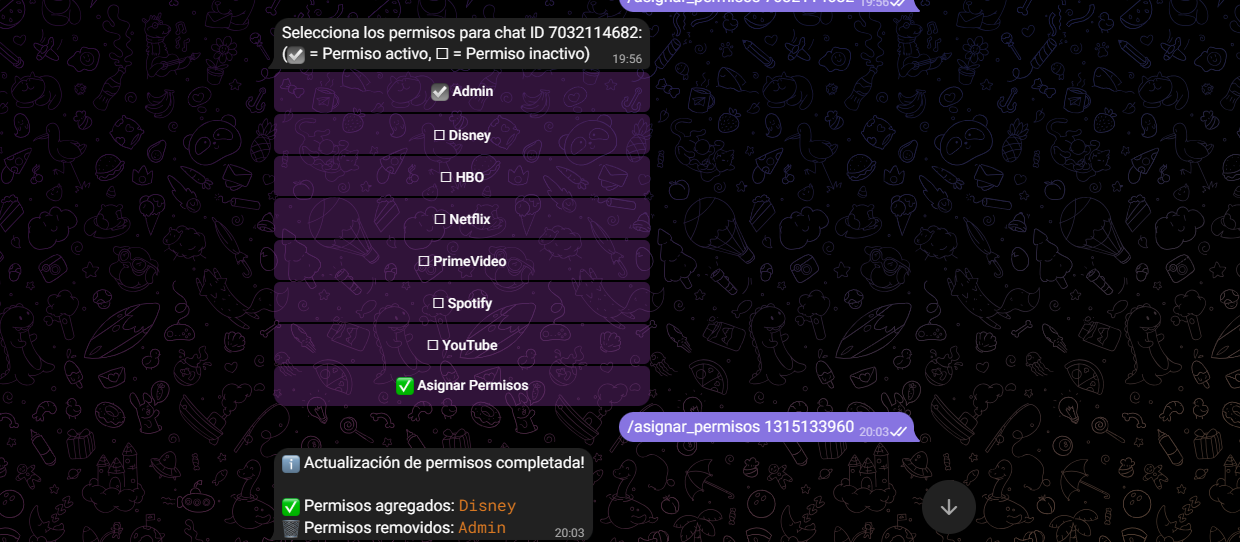 /asignar_permisos 7032114682 19:56
Selecciona los permisos para chat ID 7032114682:
(☑️ = Permiso activo, ☐ = Permiso inactivo) 19:56
☑️ Admin
☐ Disney
☐ HBO
☐ Netflix
☐ PrimeVideo
☐ Spotify
☐ YouTube
✅ Asignar Permisos
/asignar_permisos 1315133960 20:03
ℹ️ Actualización de permisos completada!
✅ Permisos agregados: Disney
🗑️ Permisos removidos: Admin 20:03